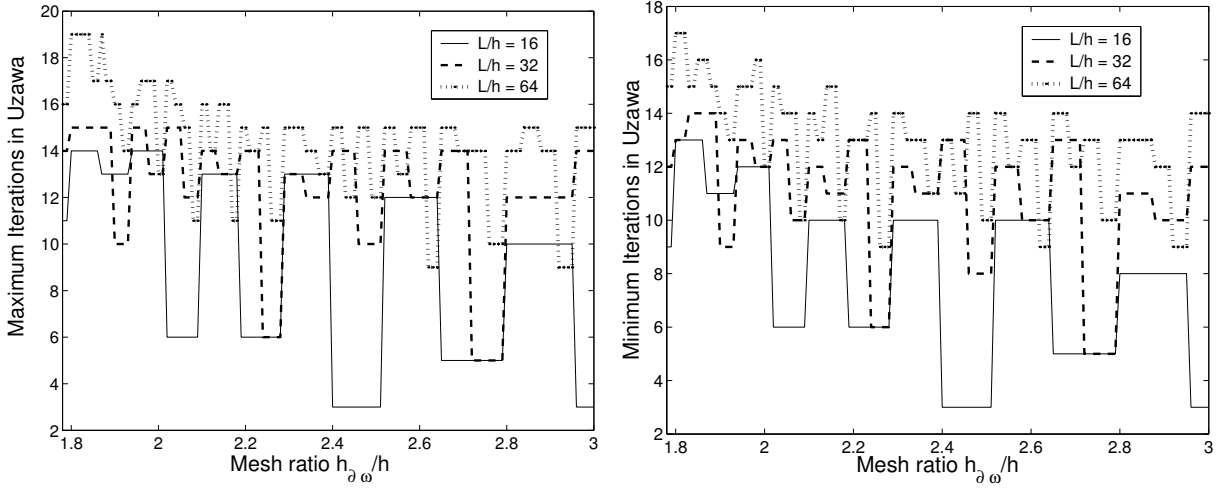 20
18
16
14
12
10
8
6
4
2
Maximum Iterations in Uzawa
L/h = 16
L/h = 32
L/h = 64
1.8 2 2.2 2.4 2.6 2.8 3
Mesh ratio h∂ω/h
18
16
14
12
10
8
6
4
2
Minimum Iterations in Uzawa
L/h = 16
L/h = 32
L/h = 64
1.8 2 2.2 2.4 2.6 2.8 3
Mesh ratio h∂ω/h